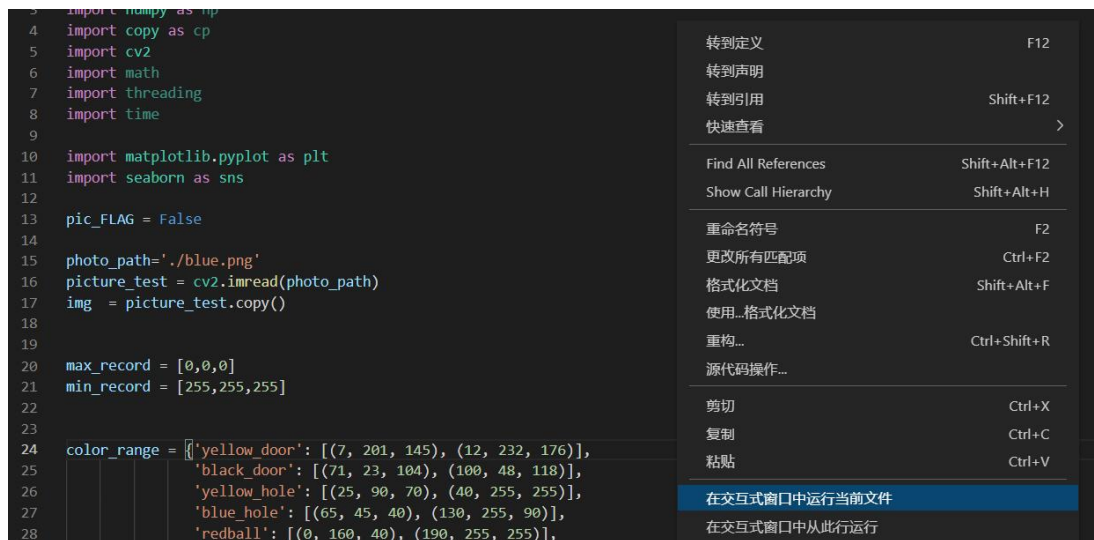 3 import numpy as np
4 import copy as cp
5 import cv2
6 import math
7 import threading
8 import time
9
10 import matplotlib.pyplot as plt
11 import seaborn as sns
12
13 pic_FLAG = False
14
15 photo_path='./blue.png'
16 picture_test = cv2.imread(photo_path)
17 img  = picture_test.copy()
18
19
20 max_record = [0,0,0]
21 min_record = [255,255,255]
22
23
24 color_range = {'yellow_door': [(7, 201, 145), (12, 232, 176)],
25 'black_door': [(71, 23, 104), (100, 48, 118)],
26 'yellow_hole': [(25, 90, 70), (40, 255, 255)],
27 'blue_hole': [(65, 45, 40), (130, 255, 90)],
28 'redball': [(0, 160, 40), (190, 255, 255)],
转到定义 F12
转到声明
转到引用 Shift+F12
快速查看 >
Find All References Shift+Alt+F12
Show Call Hierarchy Shift+Alt+H
重命名符号 F2
更改所有匹配项 Ctrl+F2
格式化文档 Shift+Alt+F
使用...格式化文档
重构... Ctrl+Shift+R
源代码操作...
剪切 Ctrl+X
复制 Ctrl+C
粘贴 Ctrl+V
在交互式窗口中运行当前文件
在交互式窗口中从此行运行